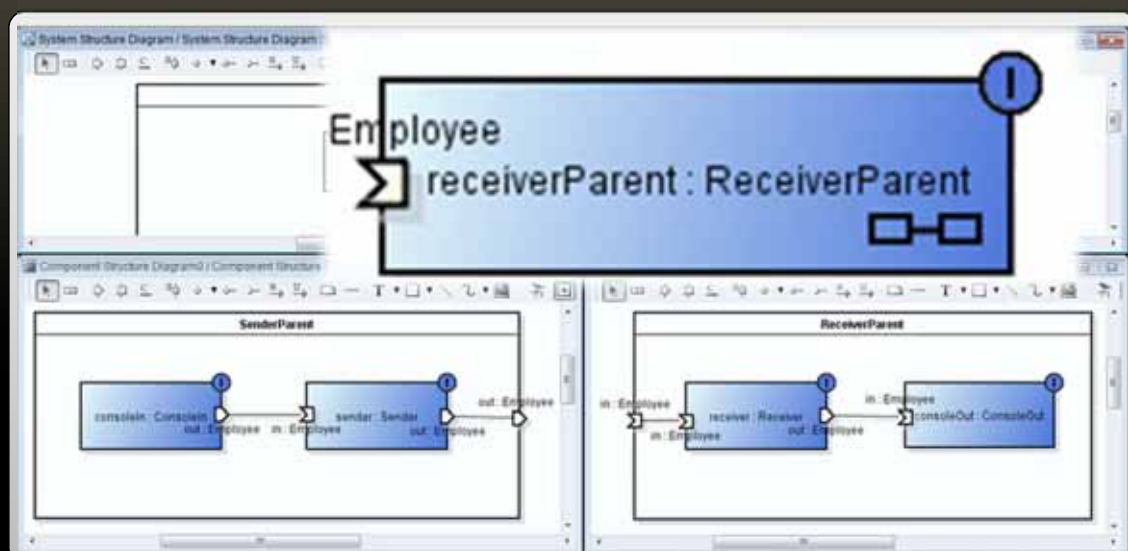 System Structure Diagram / System Structure Diagram
Employee
receiverParent : ReceiverParent
Component Structure Diagram0 / Component Structure
SenderParent
consoleIn : ConsoleIn
out : Employee
in : Employee
sender : Sender
out : Employee
out : Employee
ReceiverParent
in : Employee
in : Employee
receiver : Receiver
out : Employee
in : Employee
consoleOut : ConsoleOut